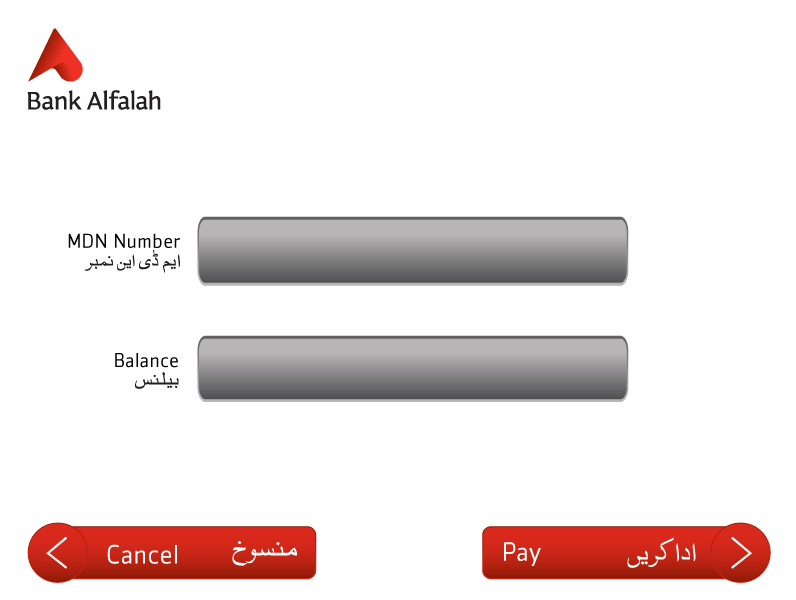 Bank Alfalah
MDN Number
ایم ڈی این نمبر
Balance
بیلنس
Cancel منسوخ
Pay ادا کریں